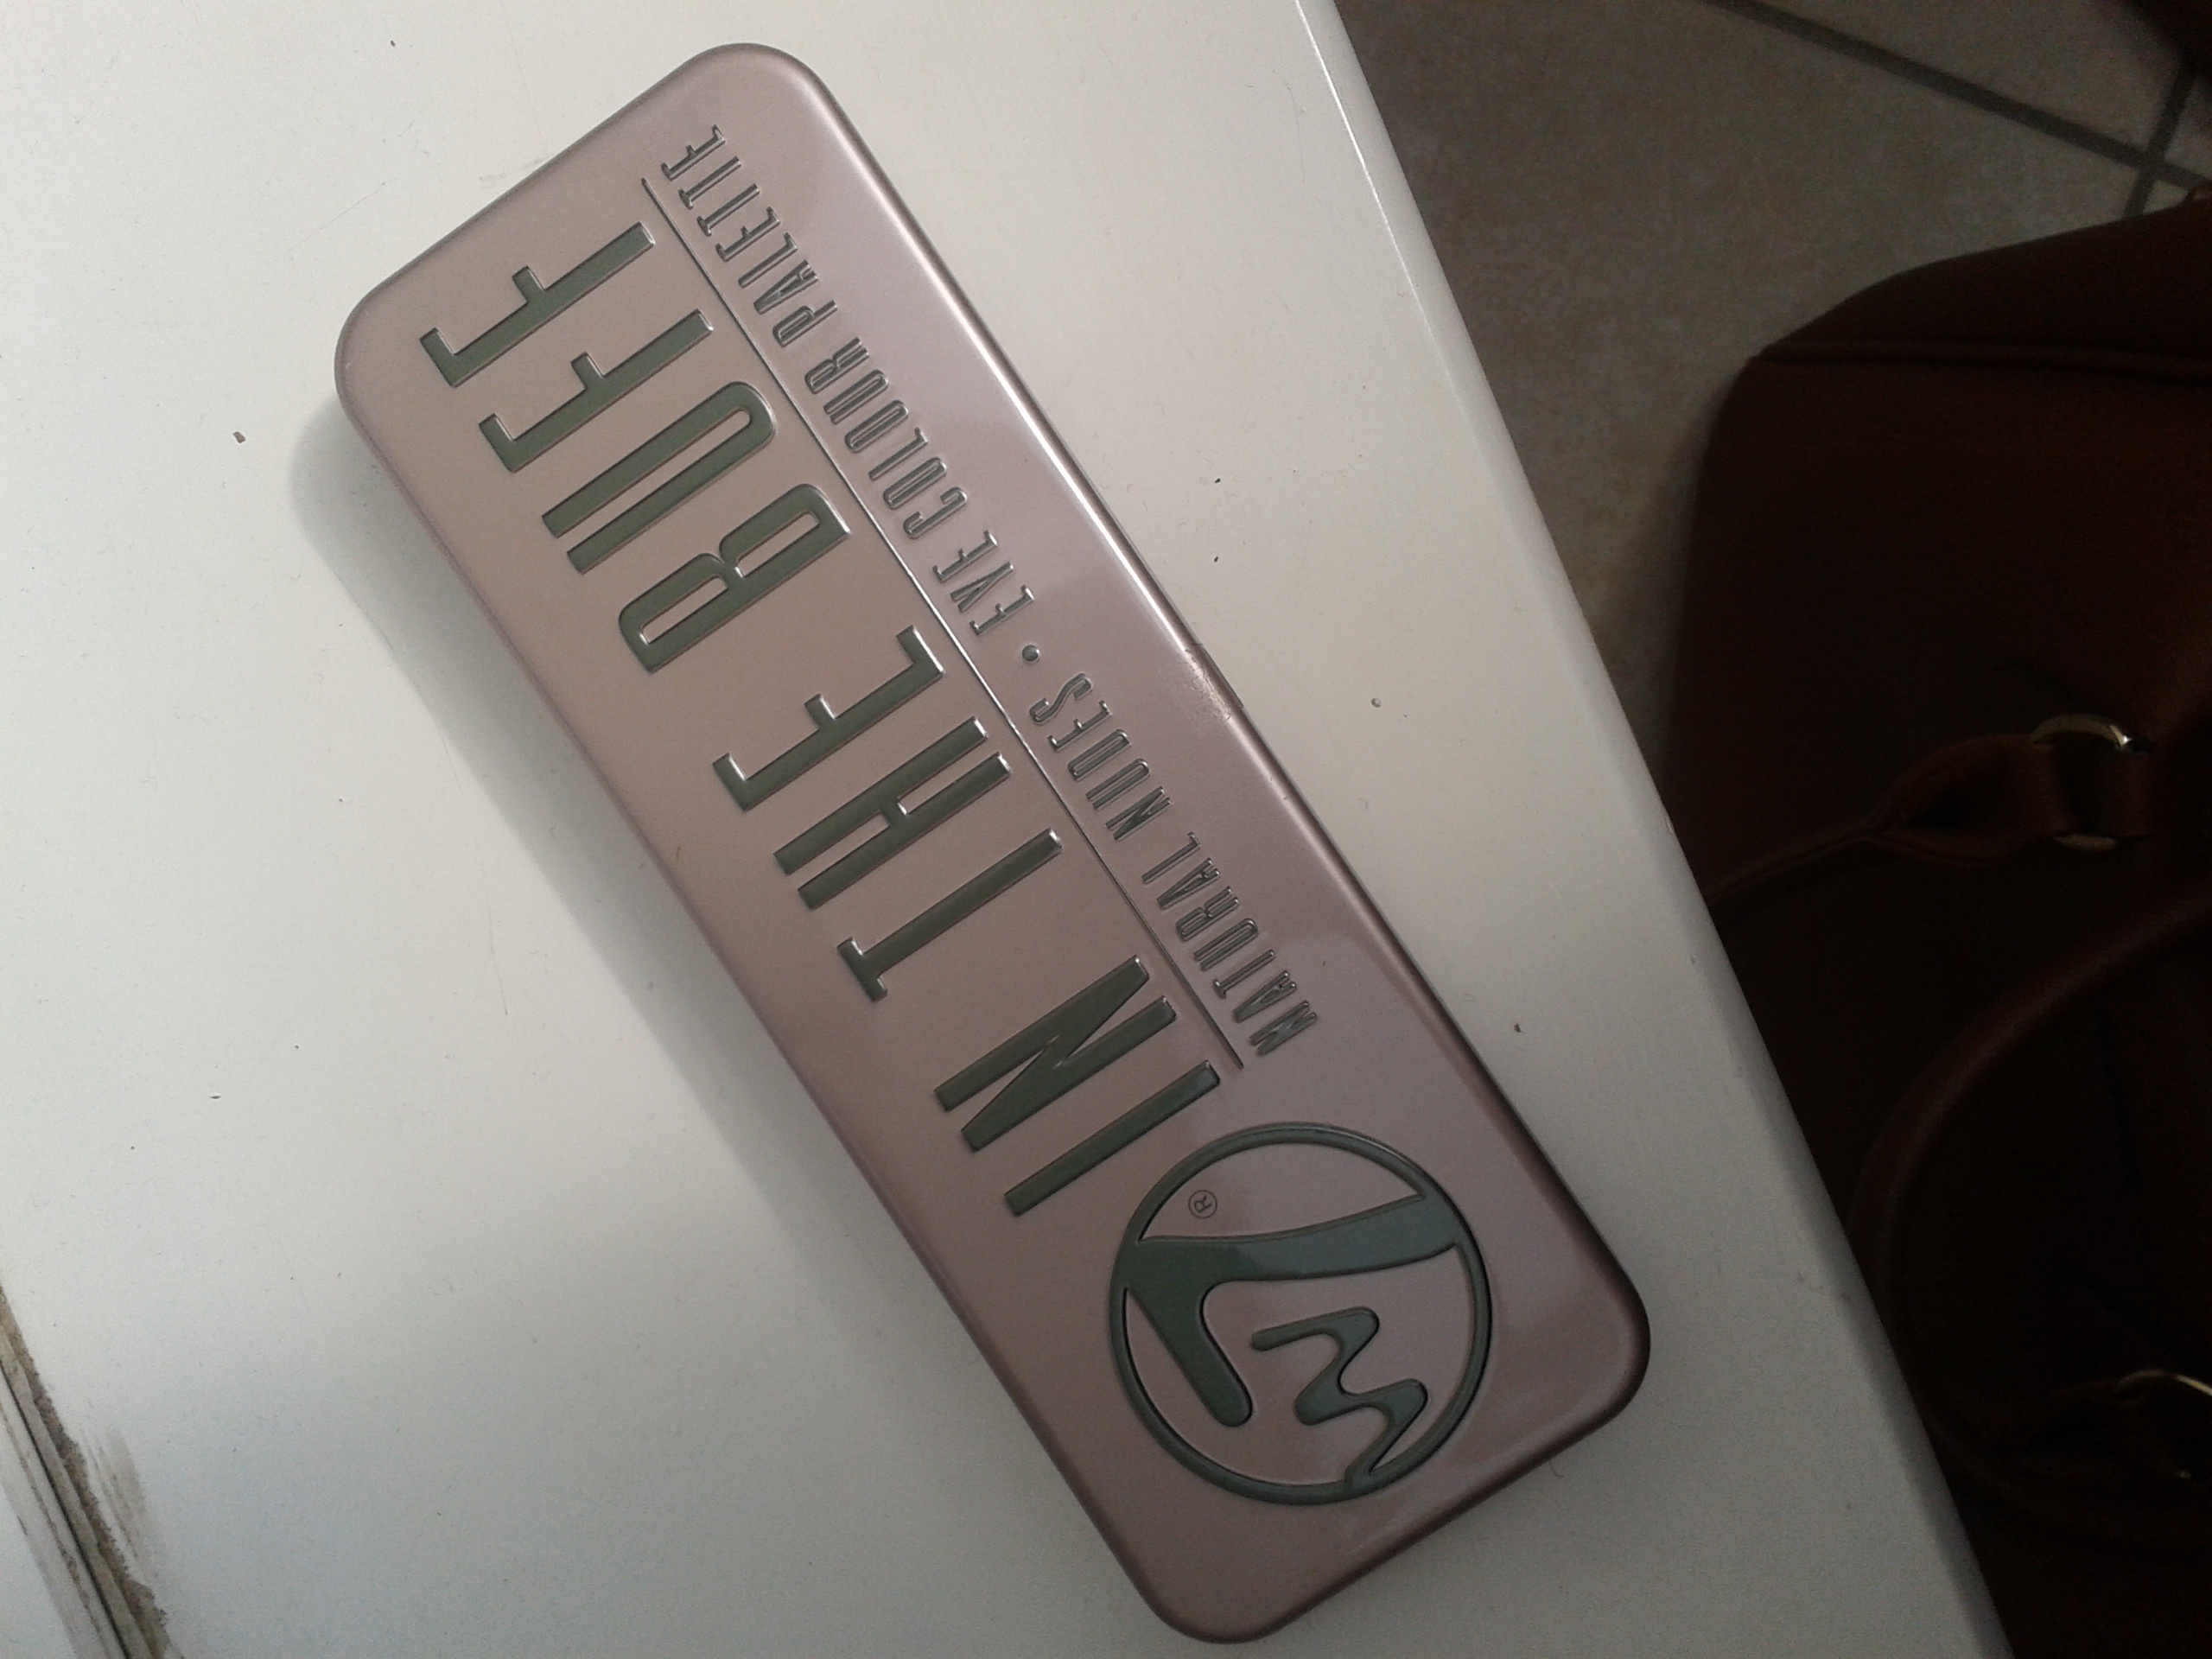 W7®
IN THE BUFF
NATURAL NUDES • EYE COLOUR PALETTE